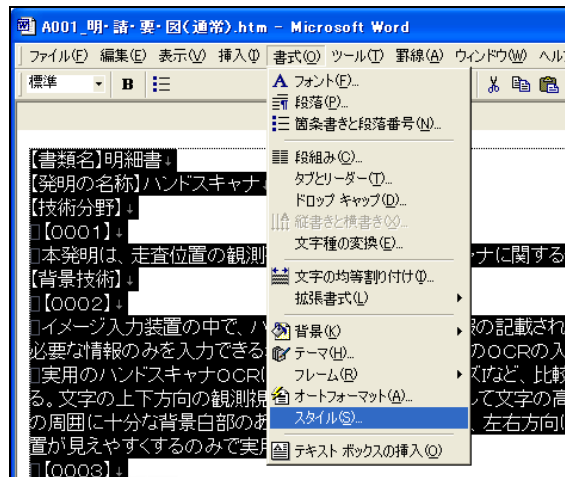 A001_明・請・要・図(通常).htm - Microsoft Word
ファイル(F) 編集(E) 表示(V) 挿入(I) 書式(O) ツール(T) 罫線(A) ウィンドウ(W) ヘル
標準 B
A フォント(F)...
段落(P)...
箇条書きと段落番号(N)...
段組み(C)...
タブとリーダー(T)...
ドロップ キャップ(D)...
縦書きと横書き(X)...
文字種の変換(E)...
文字の均等割り付け(I)...
拡張書式(L)
背景(K)
テーマ(H)...
フレーム(R)
オートフォーマット(A)...
スタイル(S)...
テキスト ボックスの挿入(O)
【書類名】明細書↓
【発明の名称】ハンドスキャナ↓
【技術分野】↓
【0001】↓
本発明は、走査位置の観測 ャナに関する
【背景技術】↓
【0002】↓
イメージ入力装置の中で、ハ 報の記載され
必要な情報のみを入力できる のOCRの入
実用のハンドスキャナOCR( ズ)など、比較
る。文字の上下方向の観測視 て文字の高
の周囲に十分な背景白部のあ 、左右方向(
置が見えやすくするのみで実用
【0003】↓